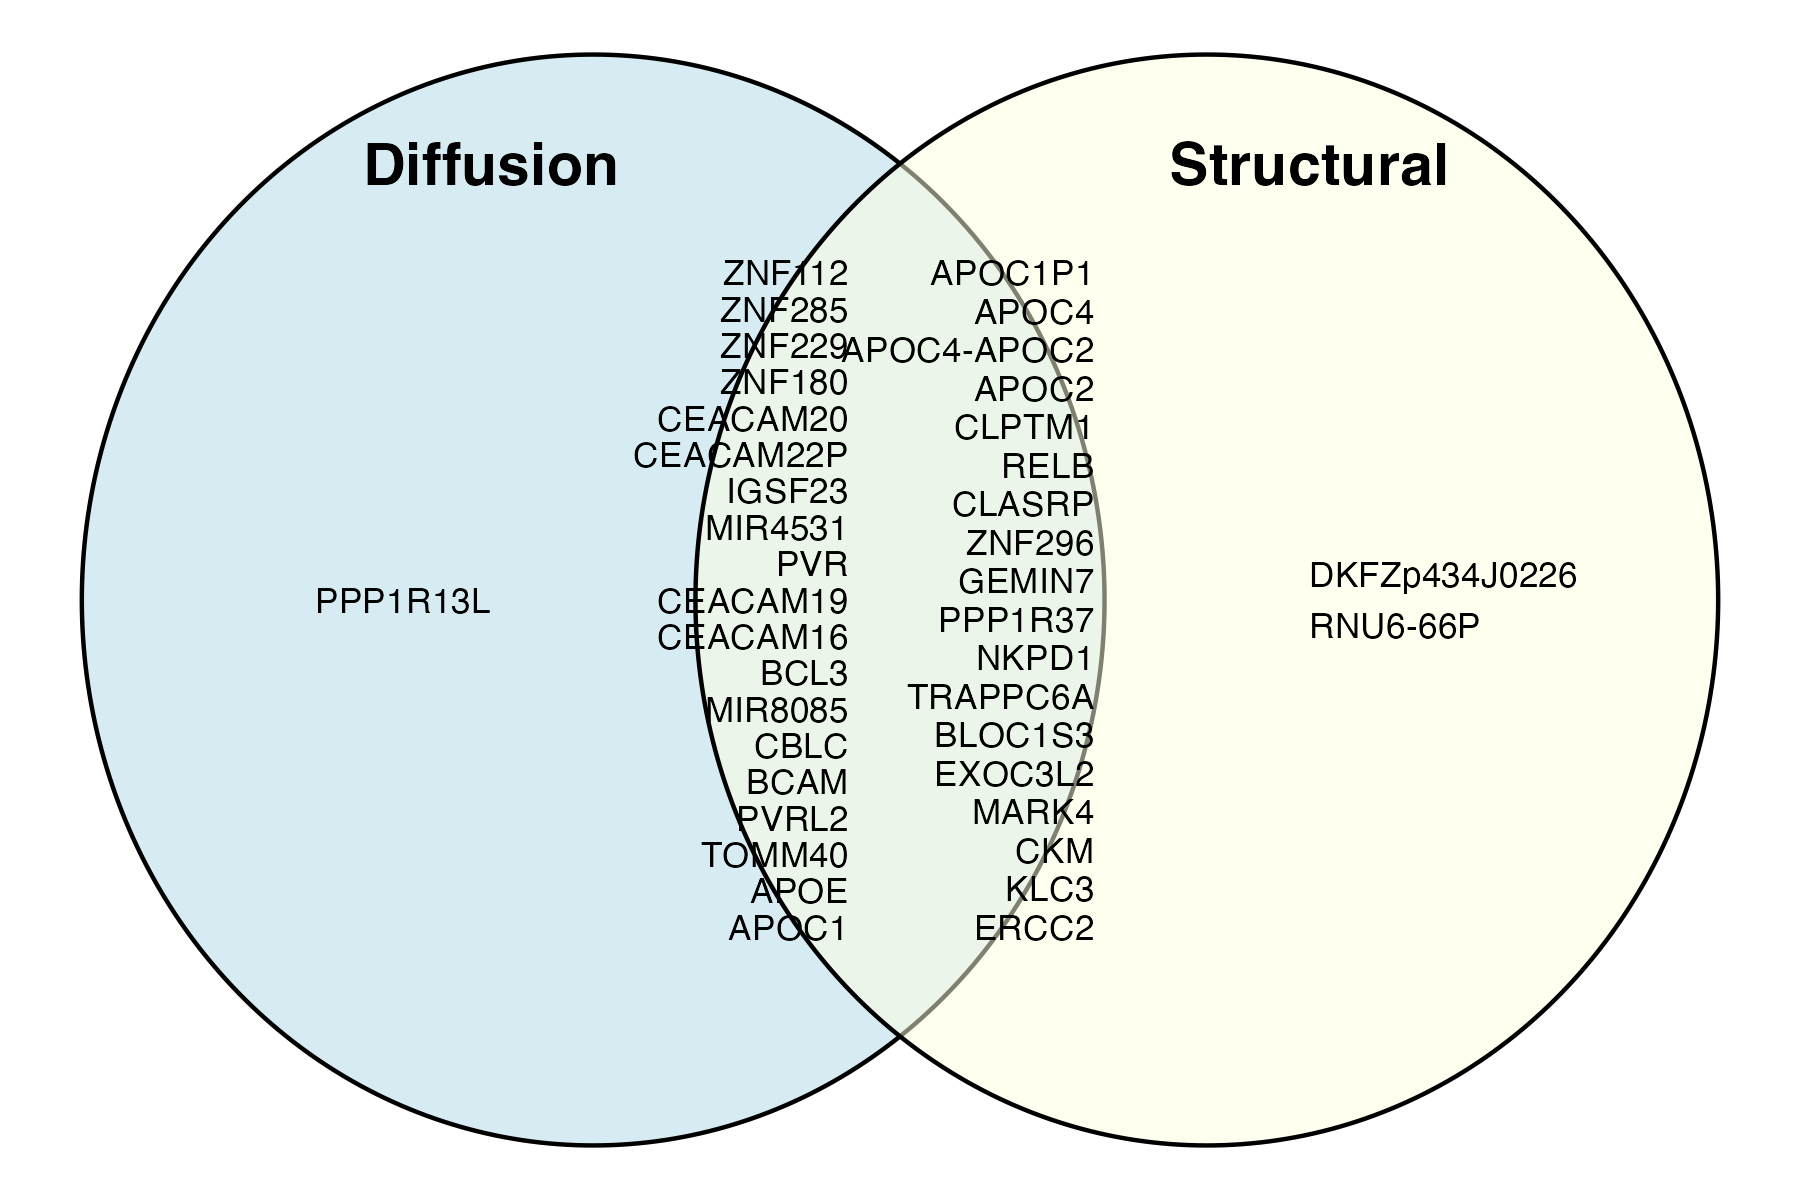 Diffusion
Structural
PPP1R13L
ZNF112
ZNF285
ZNF229
ZNF180
CEACAM20
CEACAM22P
IGSF23
MIR4531
PVR
CEACAM19
CEACAM16
BCL3
MIR8085
CBLC
BCAM
PVRL2
TOMM40
APOE
APOC1
APOC1P1
APOC4
APOC4-APOC2
APOC2
CLPTM1
RELB
CLASRP
ZNF296
GEMIN7
PPP1R37
NKPD1
TRAPPC6A
BLOC1S3
EXOC3L2
MARK4
CKM
KLC3
ERCC2
DKFZp434J0226
RNU6-66P